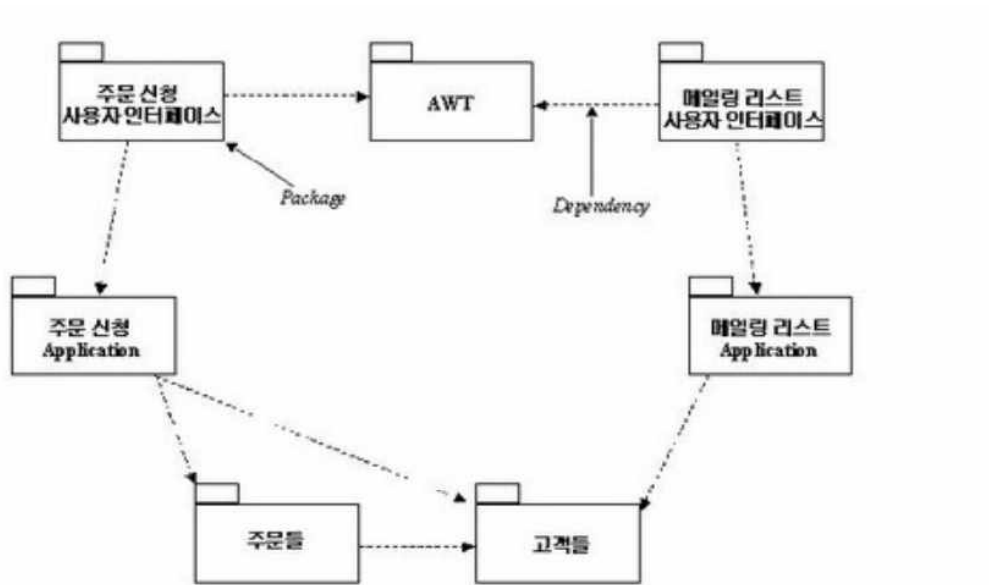 주문 신청
사용자 인터페이스
AWT
메일링 리스트
사용자 인터페이스
Package
Dependency
주문 신청
Application
메일링 리스트
Application
주문들
고객들